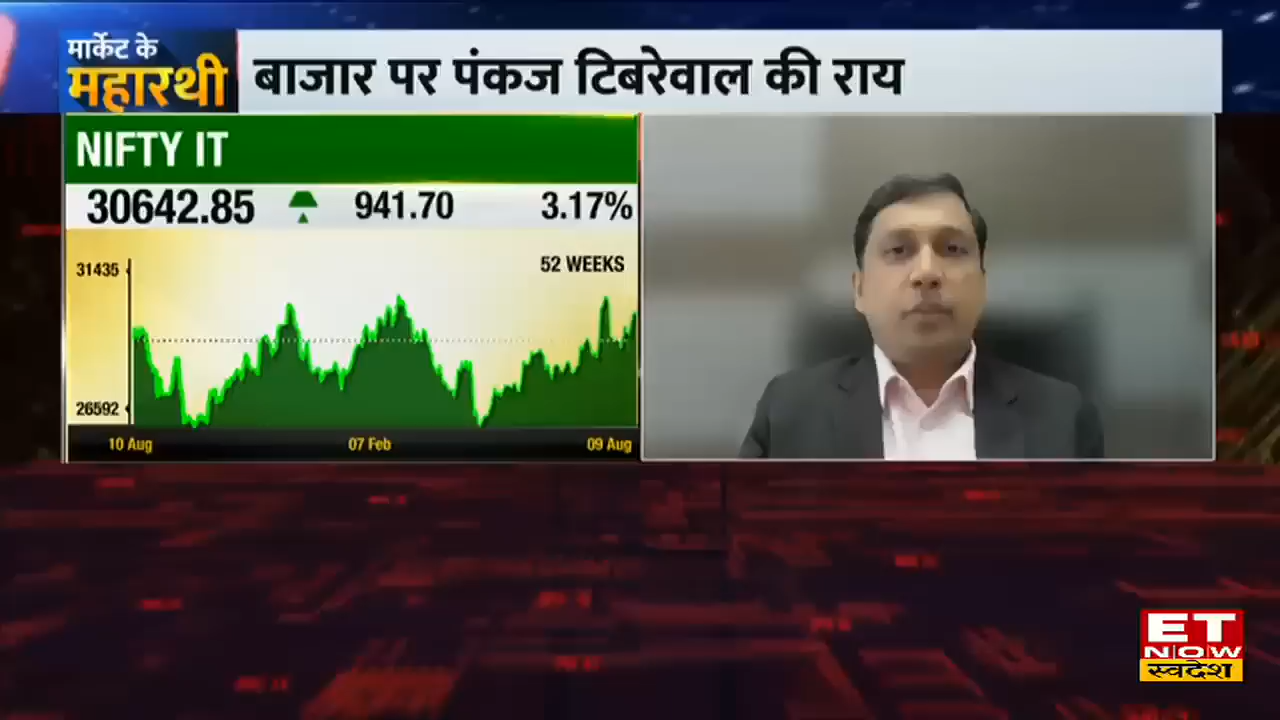 मार्केट के
महारथी
बाजार पर पंकज टिबरेवाल की राय
NIFTY IT
30642.85 941.70 3.17%
52 WEEKS
31435
26592
10 Aug 07 Feb 09 Aug
ET
NOW
स्वदेश